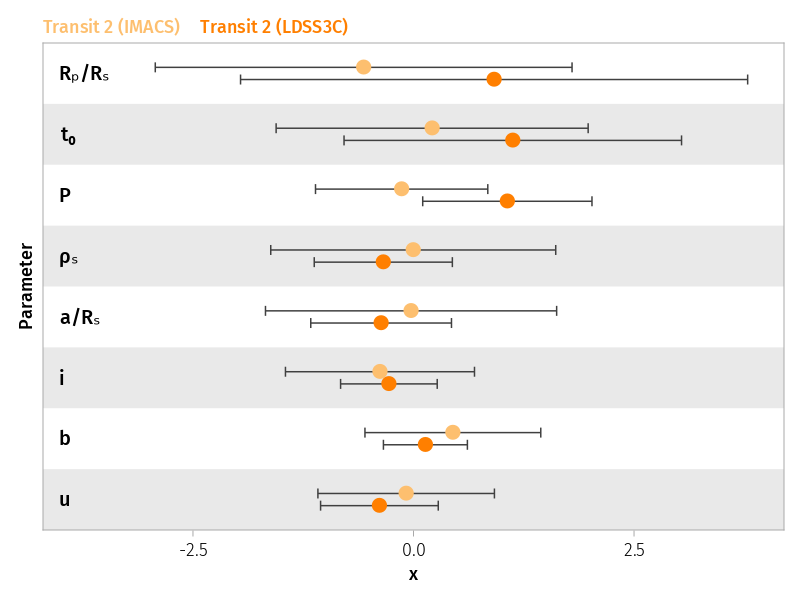 Transit 2 (IMACS) Transit 2 (LDSS3C)
Rₚ/Rₛ
t₀
P
ρₛ
a/Rₛ
i
b
u
Parameter
-2.5 0.0 2.5
x